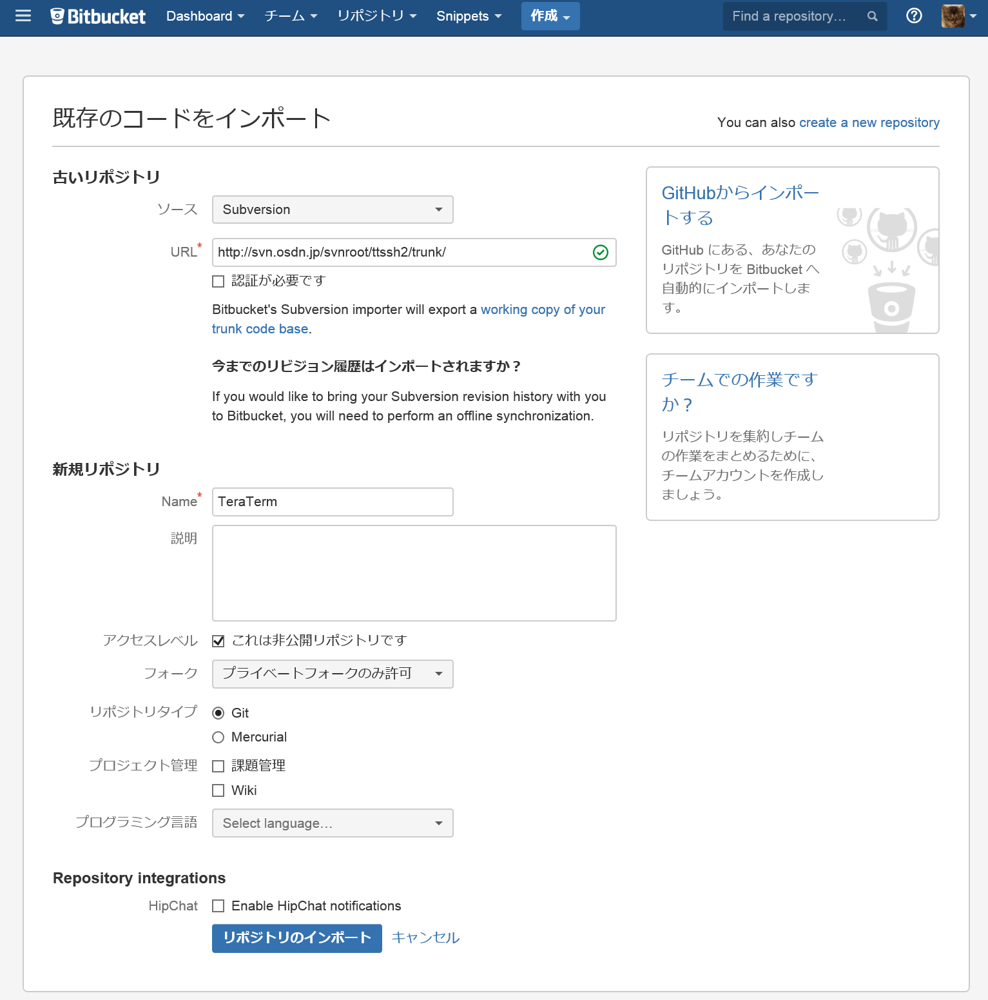 Bitbucket Dashboard チーム リポジトリ Snippets 作成 Find a repository...
既存のコードをインポート
You can also create a new repository
古いリポジトリ
ソース Subversion
URL* http://svn.osdn.jp/svnroot/ttssh2/trunk/
認証が必要です
Bitbucket's Subversion importer will export a working copy of your
trunk code base.
今までのリビジョン履歴はインポートされますか？
If you would like to bring your Subversion revision history with you
to Bitbucket, you will need to perform an offline synchronization.
新規リポジトリ
Name* TeraTerm
説明
アクセスレベル これは非公開リポジトリです
フォーク プライベートフォークのみ許可
リポジトリタイプ Git
Mercurial
プロジェクト管理 課題管理
Wiki
プログラミング言語 Select language...
Repository integrations
HipChat Enable HipChat notifications
リポジトリのインポート キャンセル
GitHubからインポー
トする
GitHub にある、あなたの
リポジトリを Bitbucket へ
自動的にインポートしま
す。
チームでの作業です
か？
リポジトリを集約しチーム
の作業をまとめるために、
チームアカウントを作成し
ましょう。